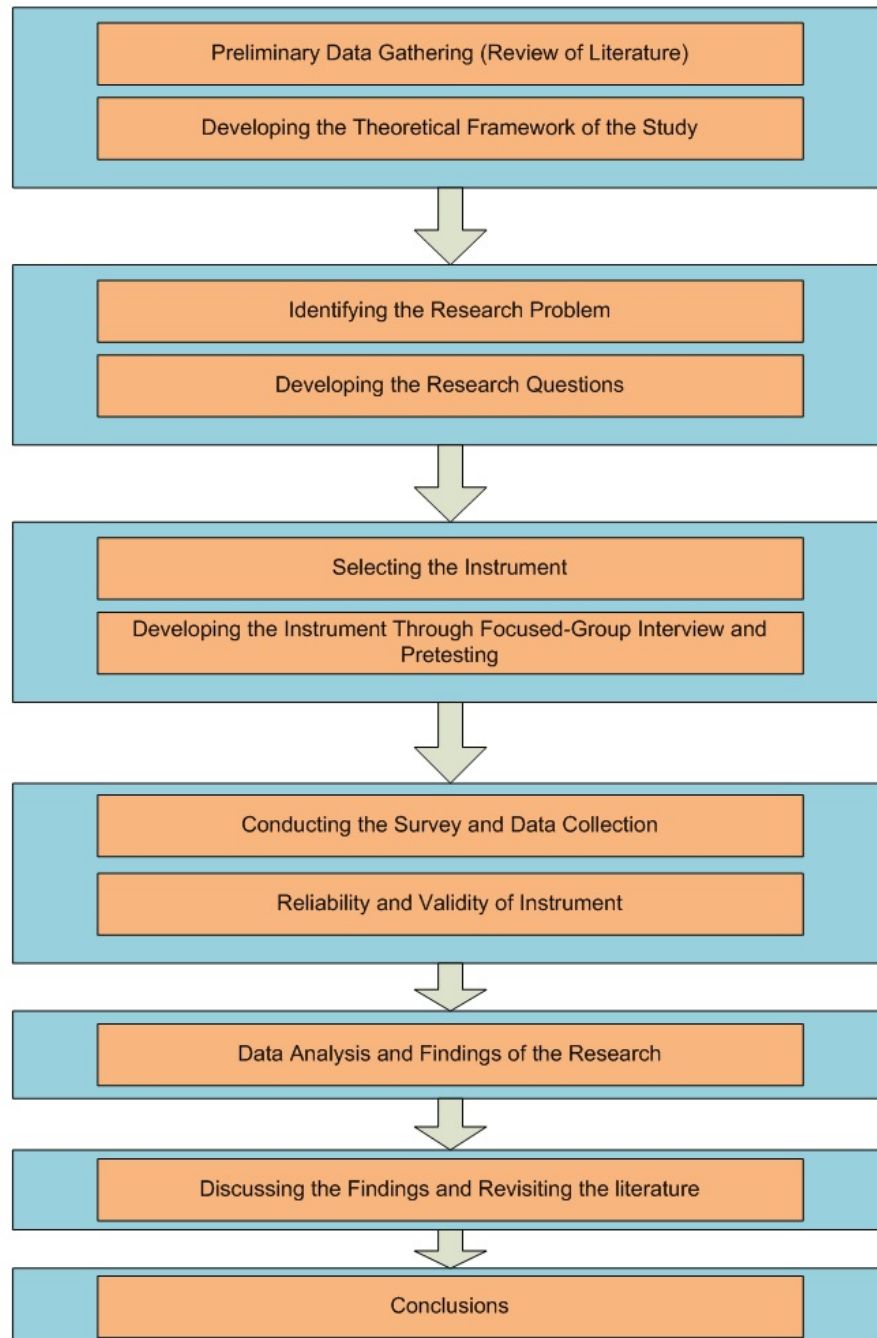 Preliminary Data Gathering (Review of Literature)
Developing the Theoretical Framework of the Study
Identifying the Research Problem
Developing the Research Questions
Selecting the Instrument
Developing the Instrument Through Focused-Group Interview and
Pretesting
Conducting the Survey and Data Collection
Reliability and Validity of Instrument
Data Analysis and Findings of the Research
Discussing the Findings and Revisiting the literature
Conclusions